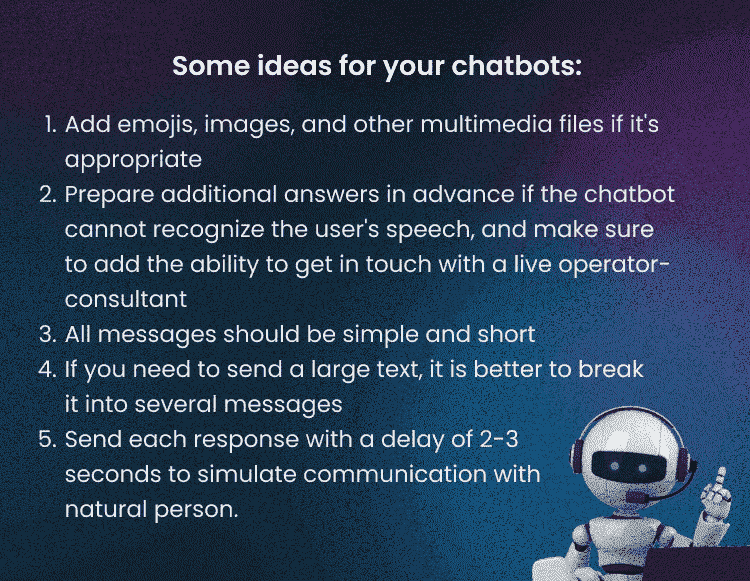 Some ideas for your chatbots:
1. Add emojis, images, and other multimedia files if it's
appropriate
2. Prepare additional answers in advance if the chatbot
cannot recognize the user's speech, and make sure
to add the ability to get in touch with a live operator-
consultant
3. All messages should be simple and short
4. If you need to send a large text, it is better to break
it into several messages
5. Send each response with a delay of 2-3
seconds to simulate communication with
natural person.